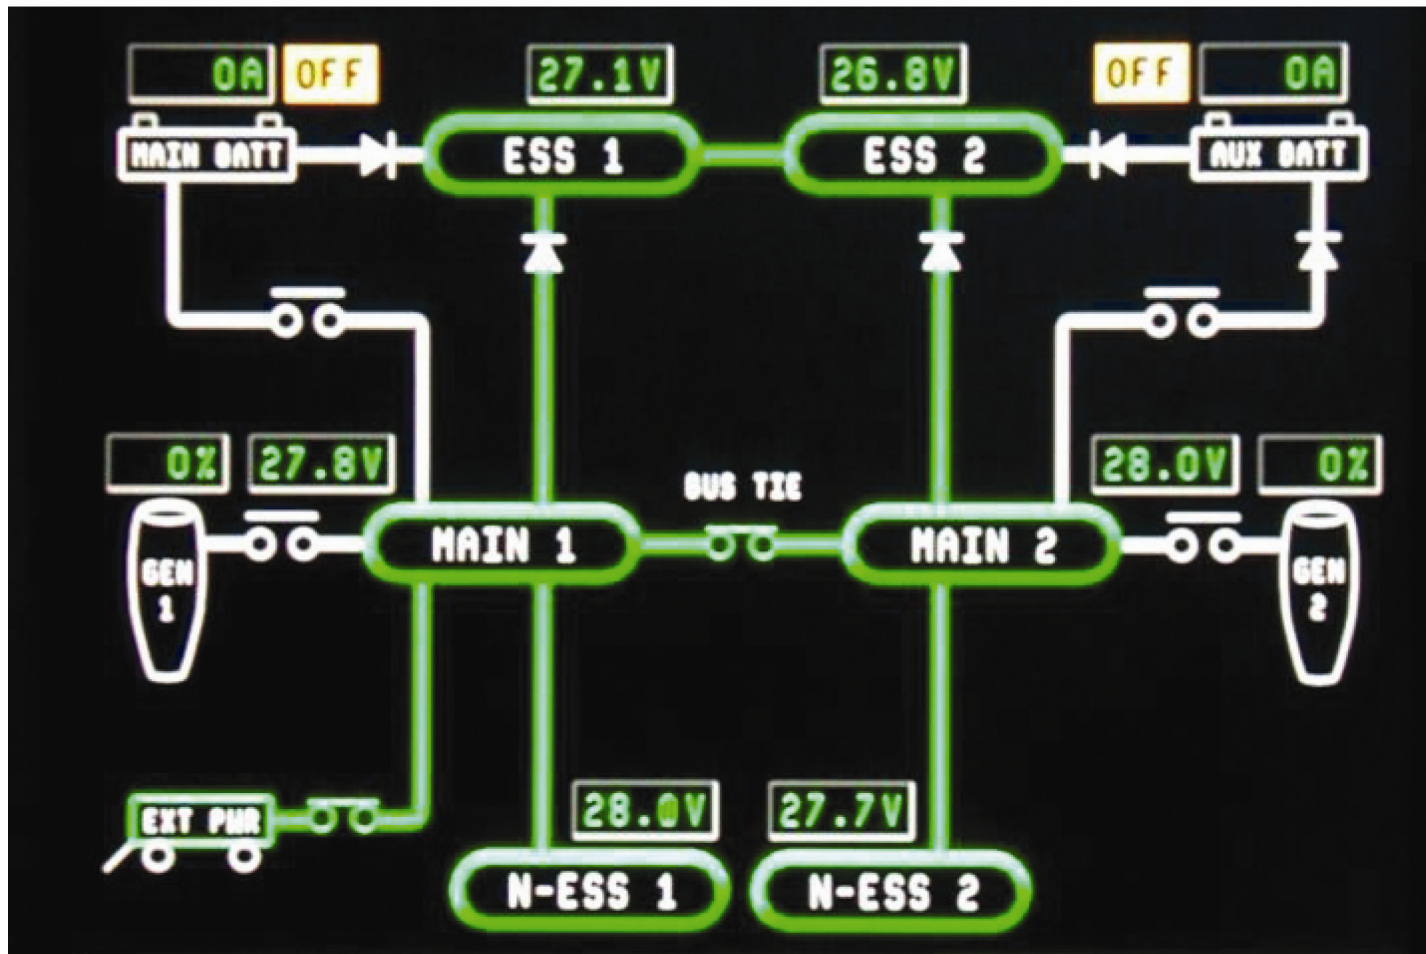 0A OFF 27.1V 26.8V OFF 0A
MAIN BATT ESS 1 ESS 2 AUX BATT
0% 27.8V BUS TIE 28.0V 0%
GEN 1 MAIN 1 MAIN 2 GEN 2
EXT PWR 28.0V 27.7V
N-ESS 1 N-ESS 2